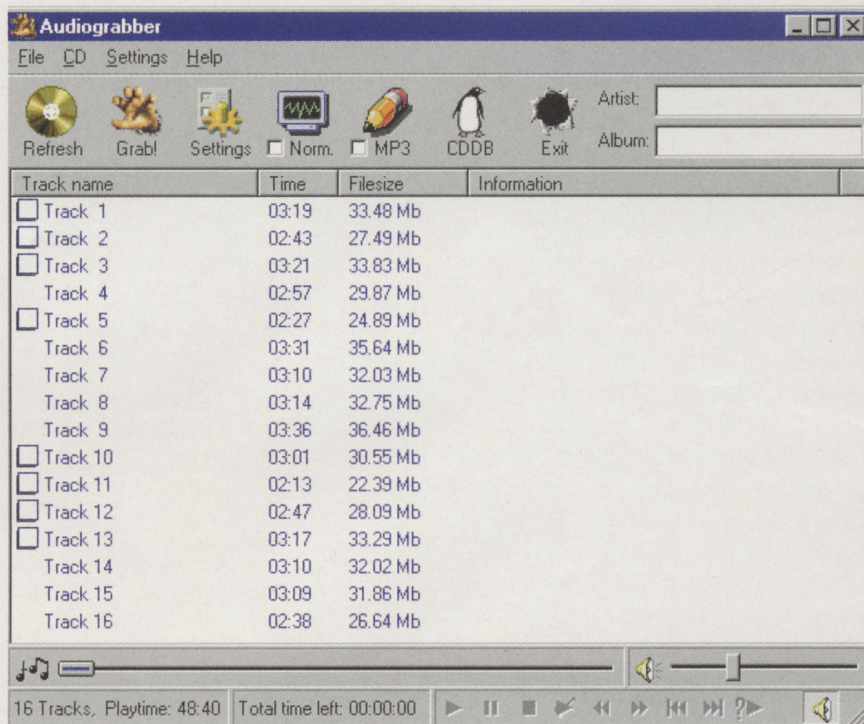 Audiograbber
File CD Settings Help
Refresh Grab! Settings Norm. MP3 CDDB Exit
Artist:
Album:
Track name Time Filesize Information
Track 1 03:19 33.48 Mb
Track 2 02:43 27.49 Mb
Track 3 03:21 33.83 Mb
Track 4 02:57 29.87 Mb
Track 5 02:27 24.89 Mb
Track 6 03:31 35.64 Mb
Track 7 03:10 32.03 Mb
Track 8 03:14 32.75 Mb
Track 9 03:36 36.46 Mb
Track 10 03:01 30.55 Mb
Track 11 02:13 22.39 Mb
Track 12 02:47 28.09 Mb
Track 13 03:17 33.29 Mb
Track 14 03:10 32.02 Mb
Track 15 03:09 31.86 Mb
Track 16 02:38 26.64 Mb
16 Tracks, Playtime: 48:40 Total time left: 00:00:00 ?